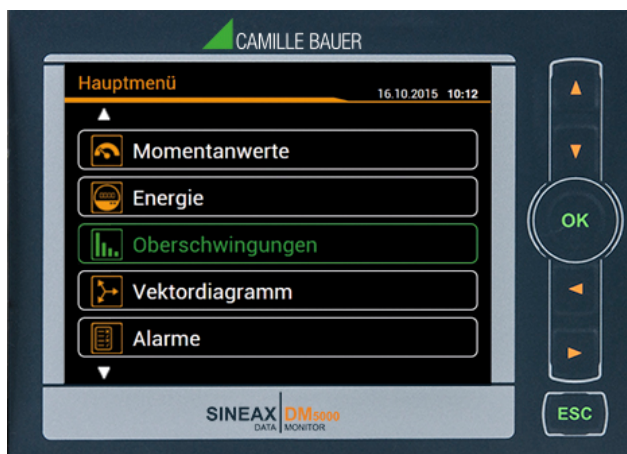 CAMILLE BAUER
Hauptmenü
16.10.2015 10:12
Momentanwerte
Energie
Oberschwingungen
Vektordiagramm
Alarme
OK
ESC
SINEAX DM5000
DATA MONITOR